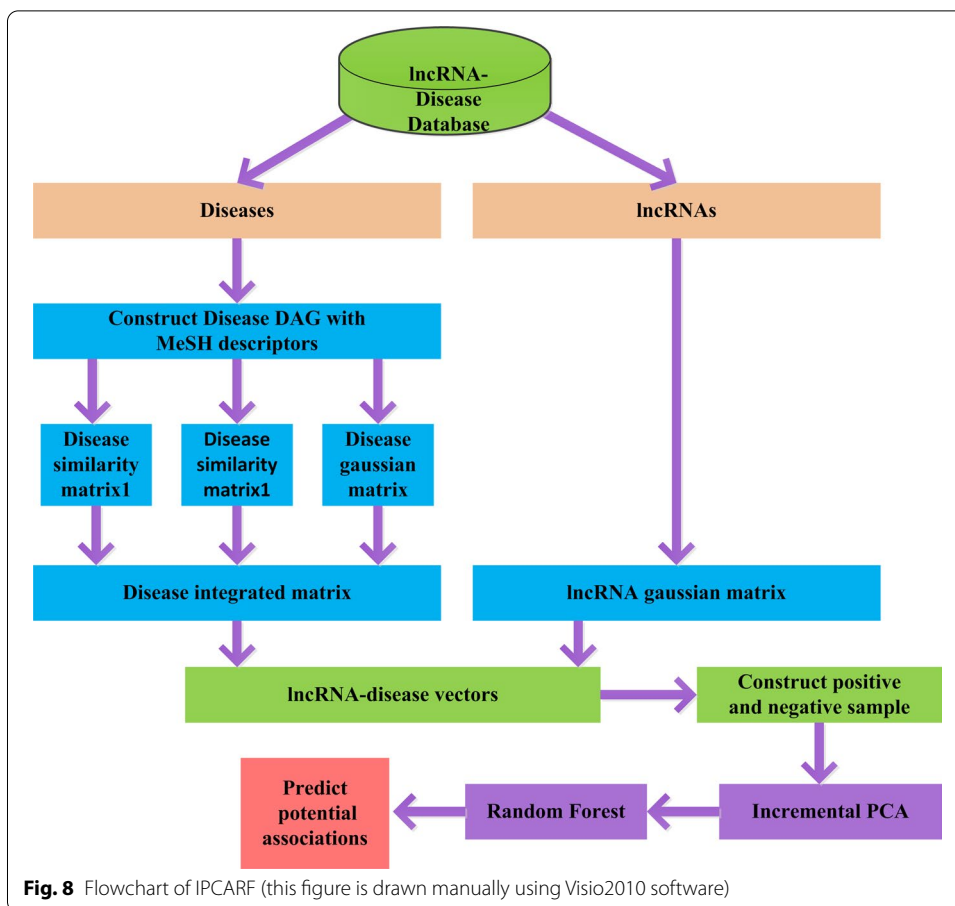 lncRNA-
Disease
Database
Diseases
lncRNAs
Construct Disease DAG with
MeSH descriptors
Disease
similarity
matrix1
Disease
similarity
matrix1
Disease
gaussian
matrix
Disease integrated matrix
lncRNA gaussian matrix
lncRNA-disease vectors
Construct positive
and negative sample
Predict
potential
associations
Random Forest
Incremental PCA
Fig. 8 Flowchart of IPCARF (this figure is drawn manually using Visio2010 software)